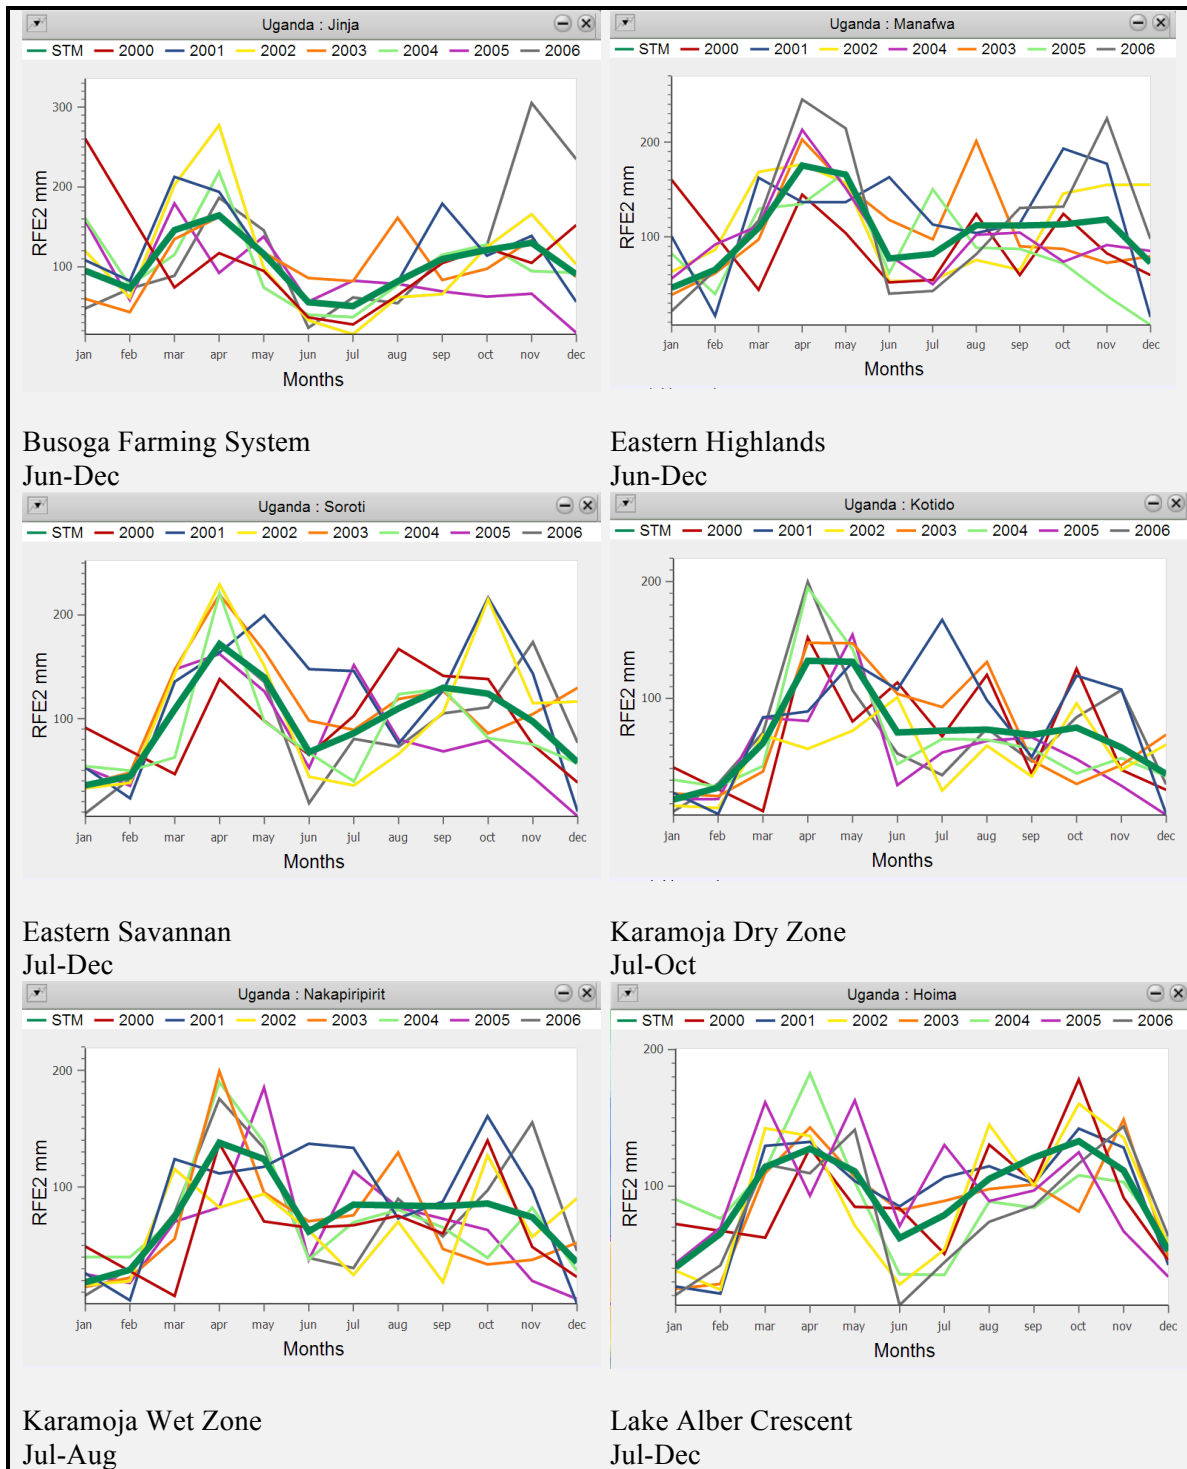 Uganda : Jinja
STM 2000 2001 2002 2003 2004 2005 2006
300
200
100
RFE2 mm
jan feb mar apr may jun jul aug sep oct nov dec
Months
Busoga Farming System
Jun-Dec
Uganda : Manafwa
STM 2000 2001 2002 2004 2003 2005 2006
200
100
RFE2 mm
jan feb mar apr may jun jul aug sep oct nov dec
Months
Eastern Highlands
Jun-Dec
Uganda : Soroti
STM 2000 2001 2002 2003 2004 2005 2006
200
100
RFE2 mm
jan feb mar apr may jun jul aug sep oct nov dec
Months
Eastern Savannan
Jul-Dec
Uganda : Kotido
STM 2000 2001 2002 2003 2004 2005 2006
200
100
RFE2 mm
jan feb mar apr may jun jul aug sep oct nov dec
Months
Karamoja Dry Zone
Jul-Oct
Uganda : Nakapiripirit
STM 2000 2001 2002 2003 2004 2005 2006
200
100
RFE2 mm
jan feb mar apr may jun jul aug sep oct nov dec
Months
Karamoja Wet Zone
Jul-Aug
Uganda : Hoima
STM 2000 2001 2002 2003 2004 2005 2006
200
100
RFE2 mm
jan feb mar apr may jun jul aug sep oct nov dec
Months
Lake Alber Crescent
Jul-Dec